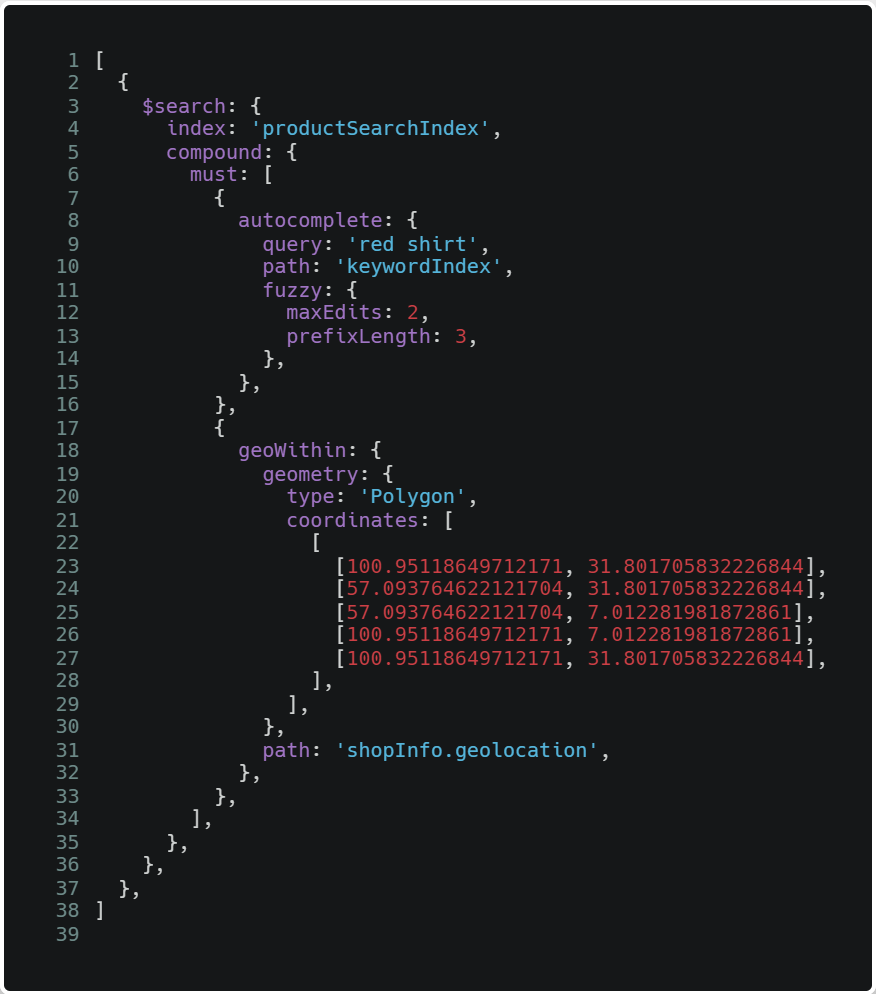 1 [
2   {
3     $search: {
4       index: 'productSearchIndex',
5       compound: {
6         must: [
7           {
8             autocomplete: {
9               query: 'red shirt',
10               path: 'keywordIndex',
11               fuzzy: {
12                 maxEdits: 2,
13                 prefixLength: 3,
14               },
15             },
16           },
17           {
18             geoWithin: {
19               geometry: {
20                 type: 'Polygon',
21                 coordinates: [
22                   [
23                     [100.95118649712171, 31.801705832226844],
24                     [57.093764622121704, 31.801705832226844],
25                     [57.093764622121704, 7.012281981872861],
26                     [100.95118649712171, 7.012281981872861],
27                     [100.95118649712171, 31.801705832226844],
28                   ],
29                 ],
30               },
31               path: 'shopInfo.geolocation',
32             },
33           },
34         ],
35       },
36     },
37   },
38 ]
39